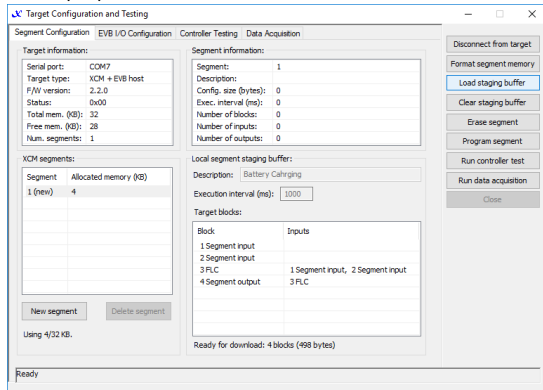 Target Configuration and Testing
Segment Configuration EVB I/O Configuration Controller Testing Data Acquisition
Target information:
Serial port: COM7
Target type: XCM + EVB host
F/W version: 2.2.0
Status: 0x00
Total mem. (KB): 32
Free mem. (KB): 28
Num. segments: 1
Segment information:
Segment: 1
Description:
Config. size (bytes): 0
Exec. interval (ms): 0
Number of blocks: 0
Number of inputs: 0
Number of outputs: 0
XCM segments:
Segment Allocated memory (KB)
1 (new) 4
New segment Delete segment
Using 4/32 KB.
Local segment staging buffer:
Description: Battery Cahrging
Execution interval (ms): 1000
Target blocks:
Block Inputs
1 Segment input
2 Segment input
3 FLC 1 Segment input, 2 Segment input
4 Segment output 3 FLC
Ready for download: 4 blocks (498 bytes)
Disconnect from target
Format segment memory
Load staging buffer
Clear staging buffer
Erase segment
Program segment
Run controller test
Run data acquisition
Close
Ready